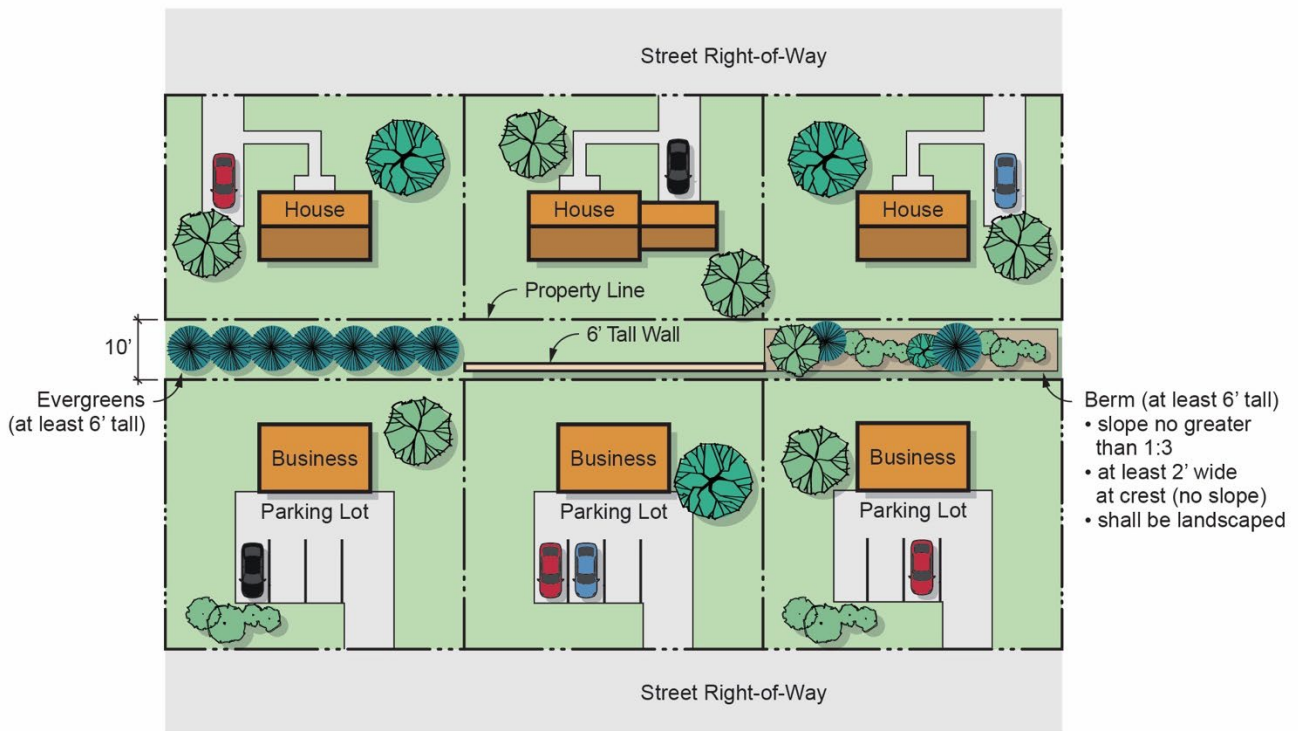 Street Right-of-Way
House
House
House
Property Line
6' Tall Wall
10'
Evergreens
(at least 6' tall)
Berm (at least 6' tall)
• slope no greater
than 1:3
• at least 2' wide
at crest (no slope)
• shall be landscaped
Business
Business
Business
Parking Lot
Parking Lot
Parking Lot
Street Right-of-Way